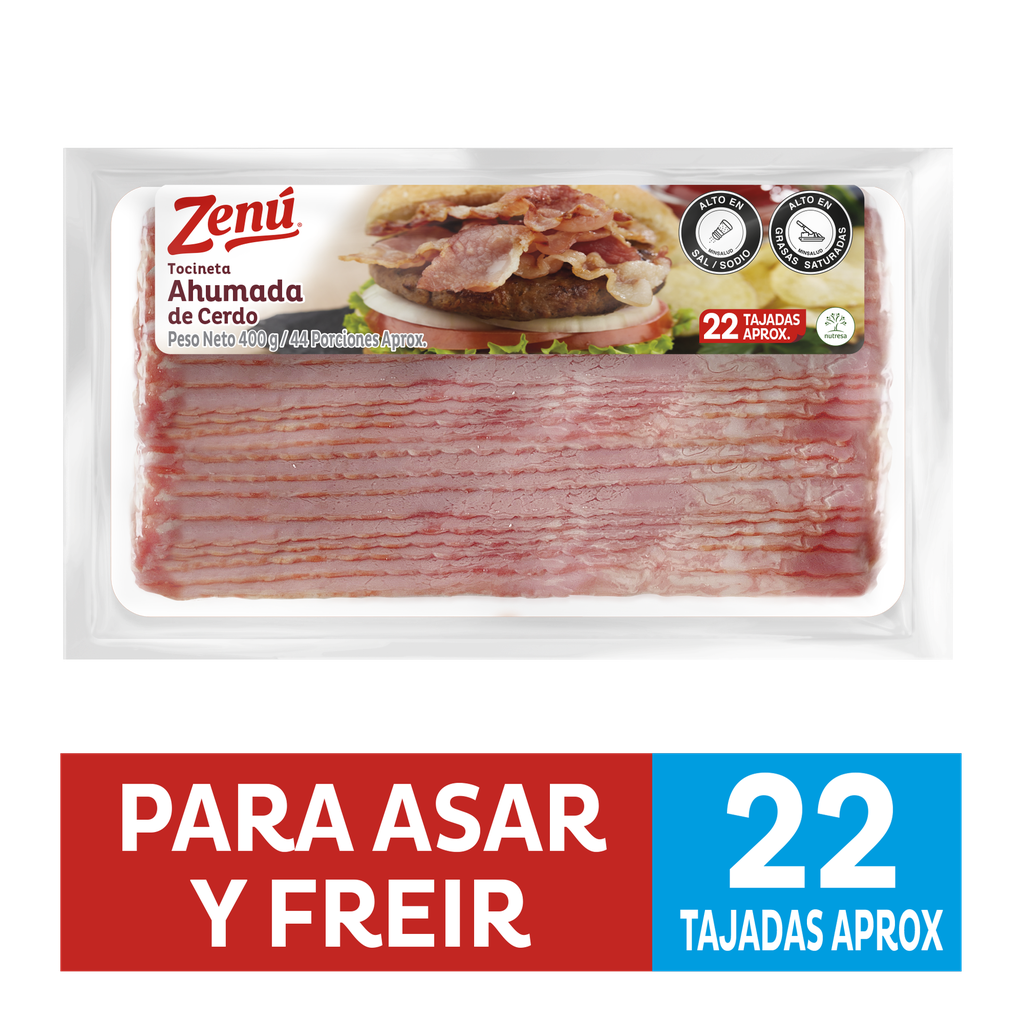 Zenú®
Tocineta
Ahumada
de Cerdo
Peso Neto 400 g / 44 Porciones Aprox.
ALTO EN
MINSALUD
SAL / SODIO
ALTO EN
MINSALUD
GRASAS SATURADAS
22 TAJADAS
APROX.
nutresa
PARA ASAR
Y FREIR
22
TAJADAS APROX